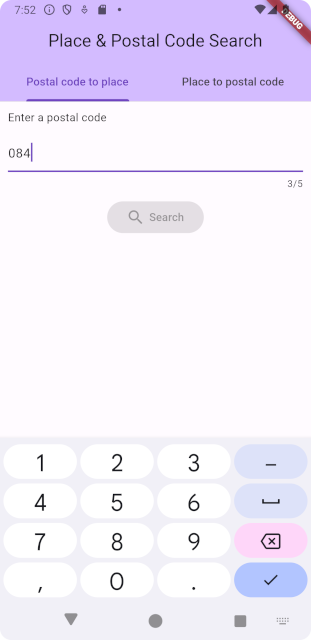 7:52
DEBUG
Place & Postal Code Search
Postal code to place
Place to postal code
Enter a postal code
084
3/5
Search
1 2 3 –
4 5 6
7 8 9
, 0 .